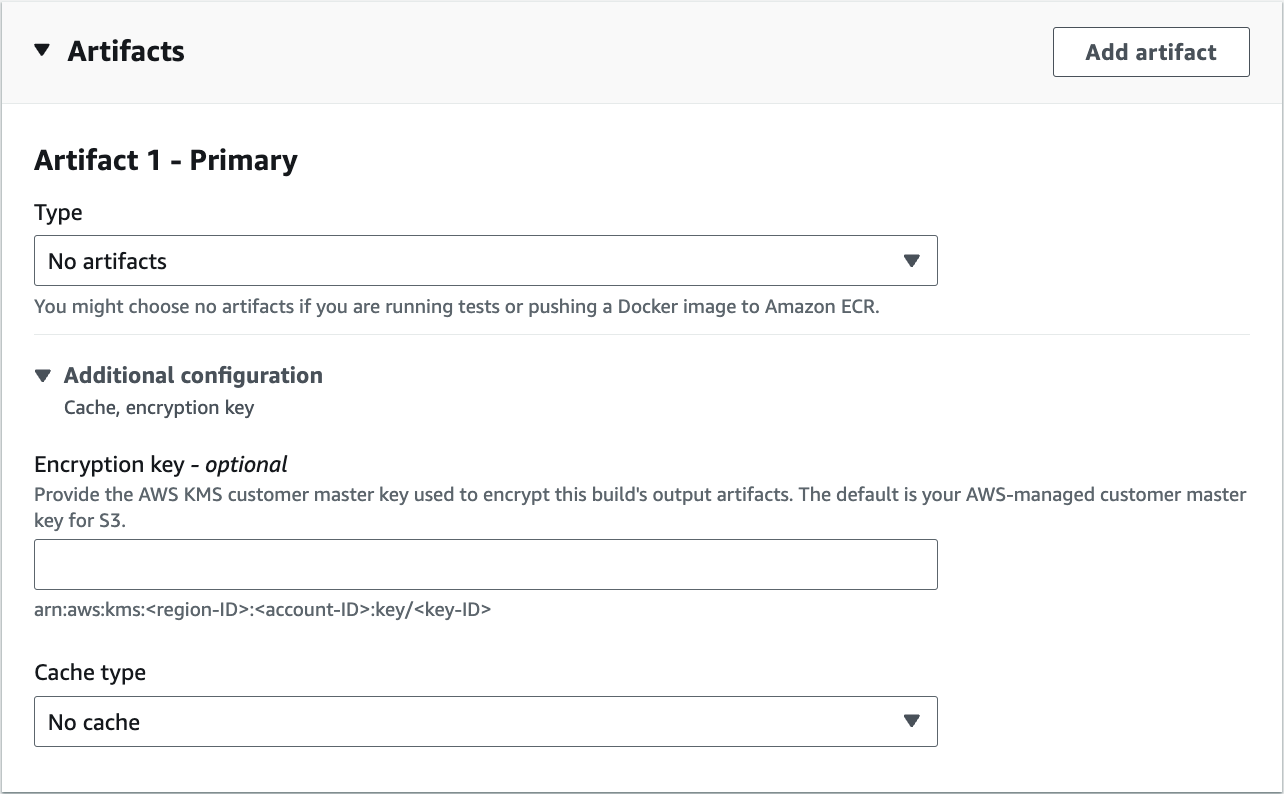 Artifacts
Add artifact
Artifact 1 - Primary
Type
No artifacts
You might choose no artifacts if you are running tests or pushing a Docker image to Amazon ECR.
Additional configuration
Cache, encryption key
Encryption key - optional
Provide the AWS KMS customer master key used to encrypt this build's output artifacts. The default is your AWS-managed customer master
key for S3.
arn:aws:kms:<region-ID>:<account-ID>:key/<key-ID>
Cache type
No cache